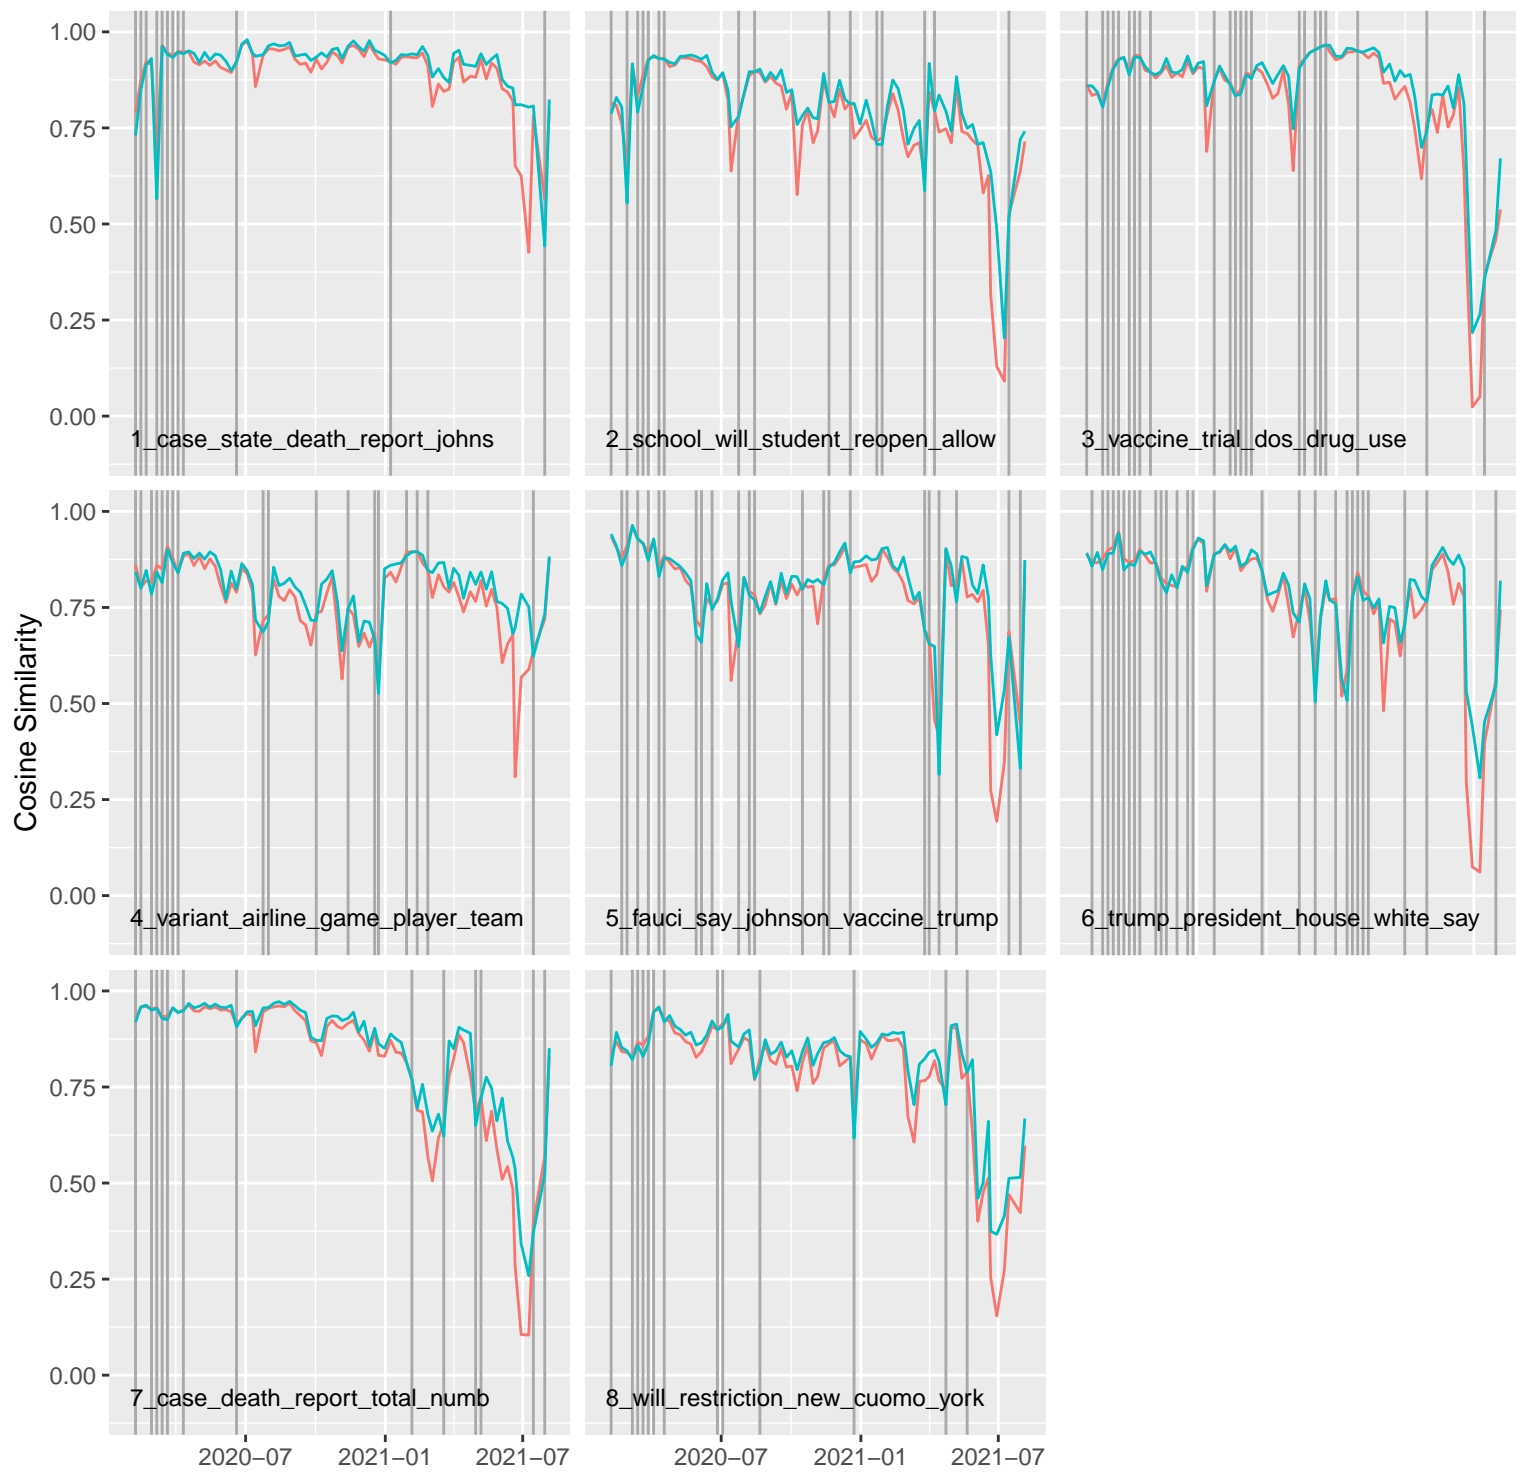 1.00
0.75
0.50
0.25
0.00
1_case_state_death_report_johns
2_school_will_student_reopen_allow
3_vaccine_trial_dos_drug_use
Cosine Similarity
1.00
0.75
0.50
0.25
0.00
4_variant_airline_game_player_team
5_fauci_say_johnson_vaccine_trump
6_trump_president_house_white_say
1.00
0.75
0.50
0.25
0.00
7_case_death_report_total_numb
8_will_restriction_new_cuomo_york
2020−07 2021−01 2021−07
2020−07 2021−01 2021−07